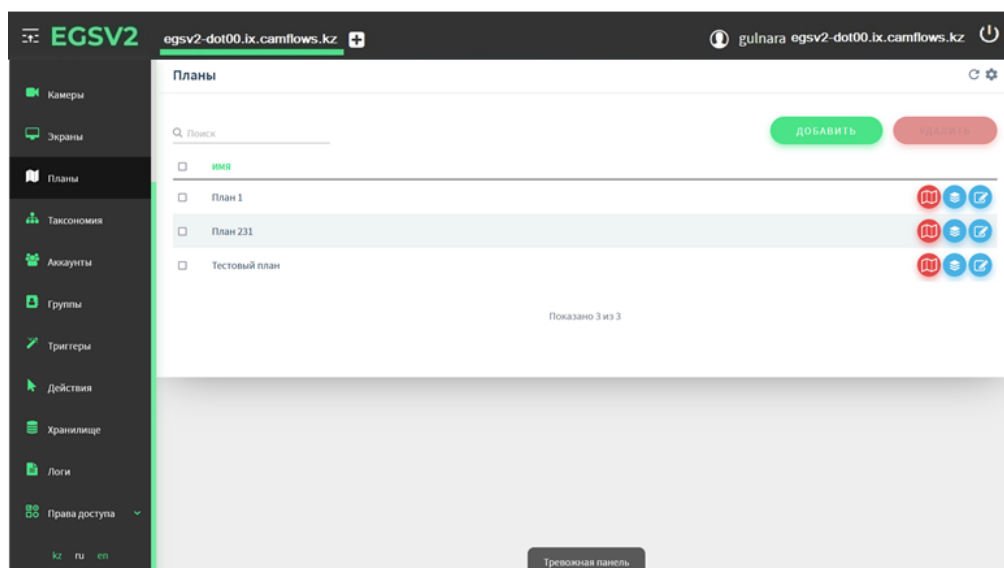 EGSV2
egsv2-dot00.ix.camflows.kz
gulnara egsv2-dot00.ix.camflows.kz
Камеры
Экраны
Планы
Таксономия
Аккаунты
Группы
Триггеры
Действия
Хранилище
Логи
Права доступа
kz ru en
Планы
Поиск
ДОБАВИТЬ
УДАЛИТЬ
ИМЯ
План 1
План 231
Тестовый план
Показано 3 из 3
Тревожная панель